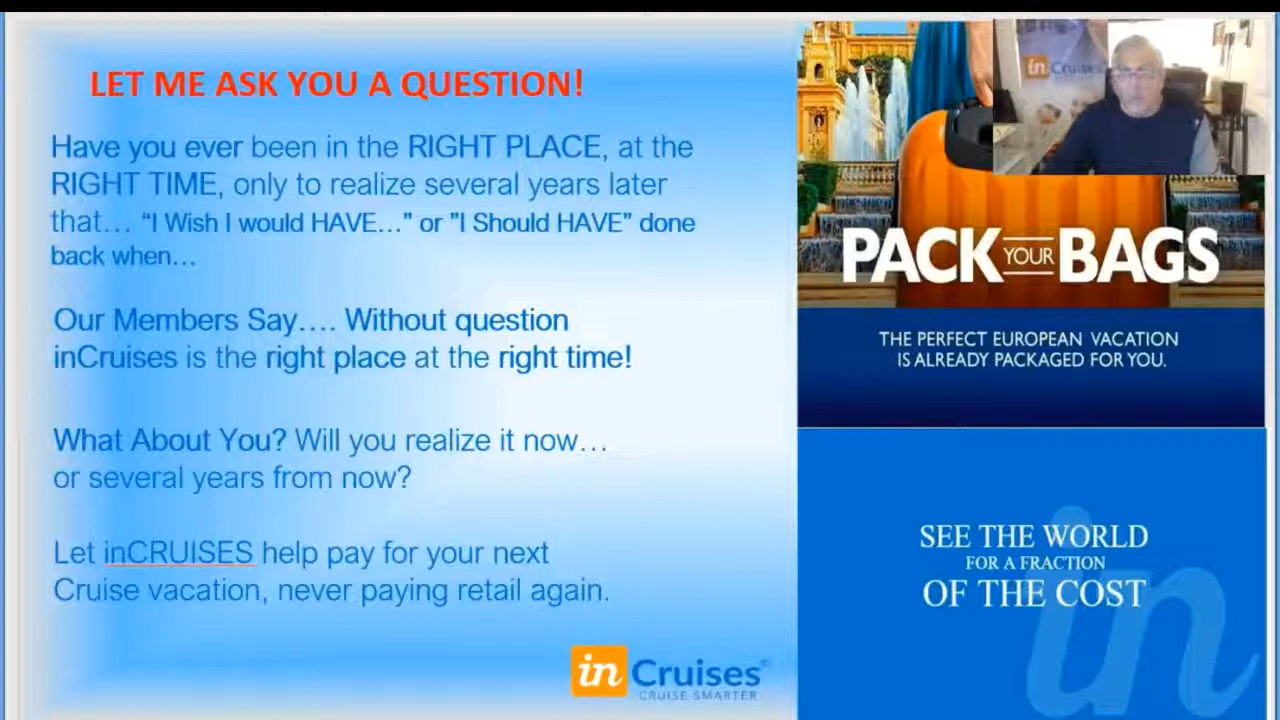 LET ME ASK YOU A QUESTION!
Have you ever been in the RIGHT PLACE, at the
RIGHT TIME, only to realize several years later
that… “I Wish I would HAVE…” or ”I Should HAVE” done
back when…
Our Members Say…. Without question
inCruises is the right place at the right time!
What About You? Will you realize it now…
or several years from now?
Let inCRUISES help pay for your next
Cruise vacation, never paying retail again.
in Cruises®
CRUISE SMARTER
in Cruises
PACK YOUR BAGS
THE PERFECT EUROPEAN VACATION
IS ALREADY PACKAGED FOR YOU.
SEE THE WORLD
FOR A FRACTION
OF THE COST
in